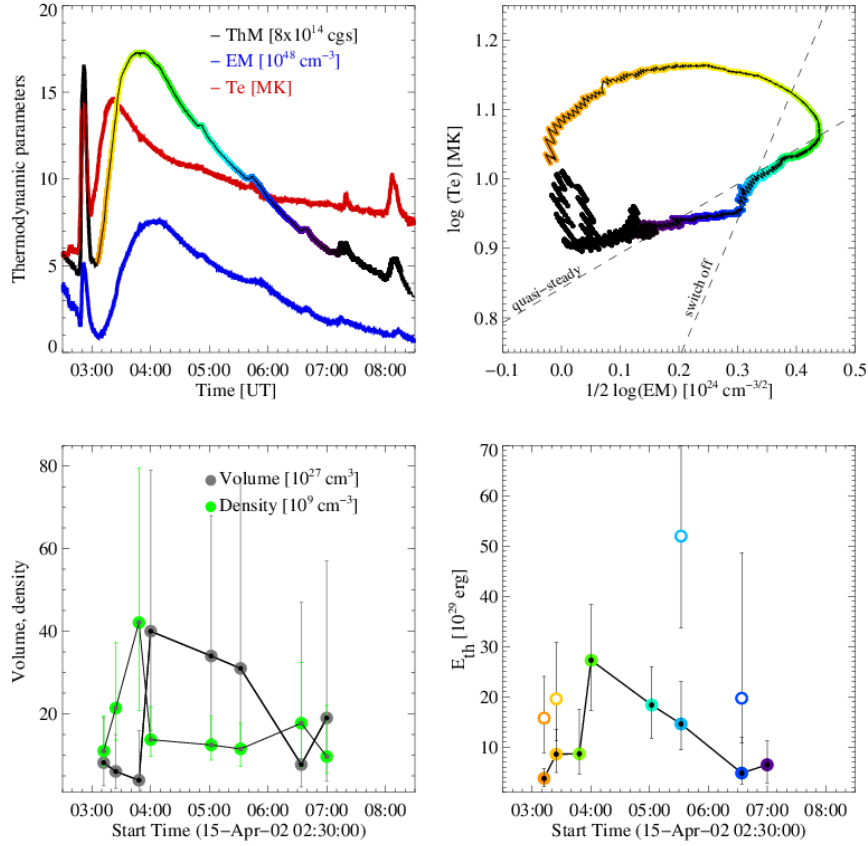 Thermodynamic parameters
20
15
10
5
0
− ThM [8x10¹⁴ cgs]
− EM [10⁴⁸ cm⁻³]
− Te [MK]
03:00 04:00 05:00 06:00 07:00 08:00
Time [UT]
log (Te) [MK]
1.2
1.1
1.0
0.9
0.8
quasi−steady
switch off
−0.1 0.0 0.1 0.2 0.3 0.4 0.5
1/2 log(EM) [10²⁴ cm⁻³ᐟ²]
Volume, density
80
60
40
20
Volume [10²⁷ cm³]
Density [10⁹ cm⁻³]
03:00 04:00 05:00 06:00 07:00 08:00
Start Time (15−Apr−02 02:30:00)
E_th [10²⁹ erg]
70
60
50
40
30
20
10
03:00 04:00 05:00 06:00 07:00 08:00
Start Time (15−Apr−02 02:30:00)